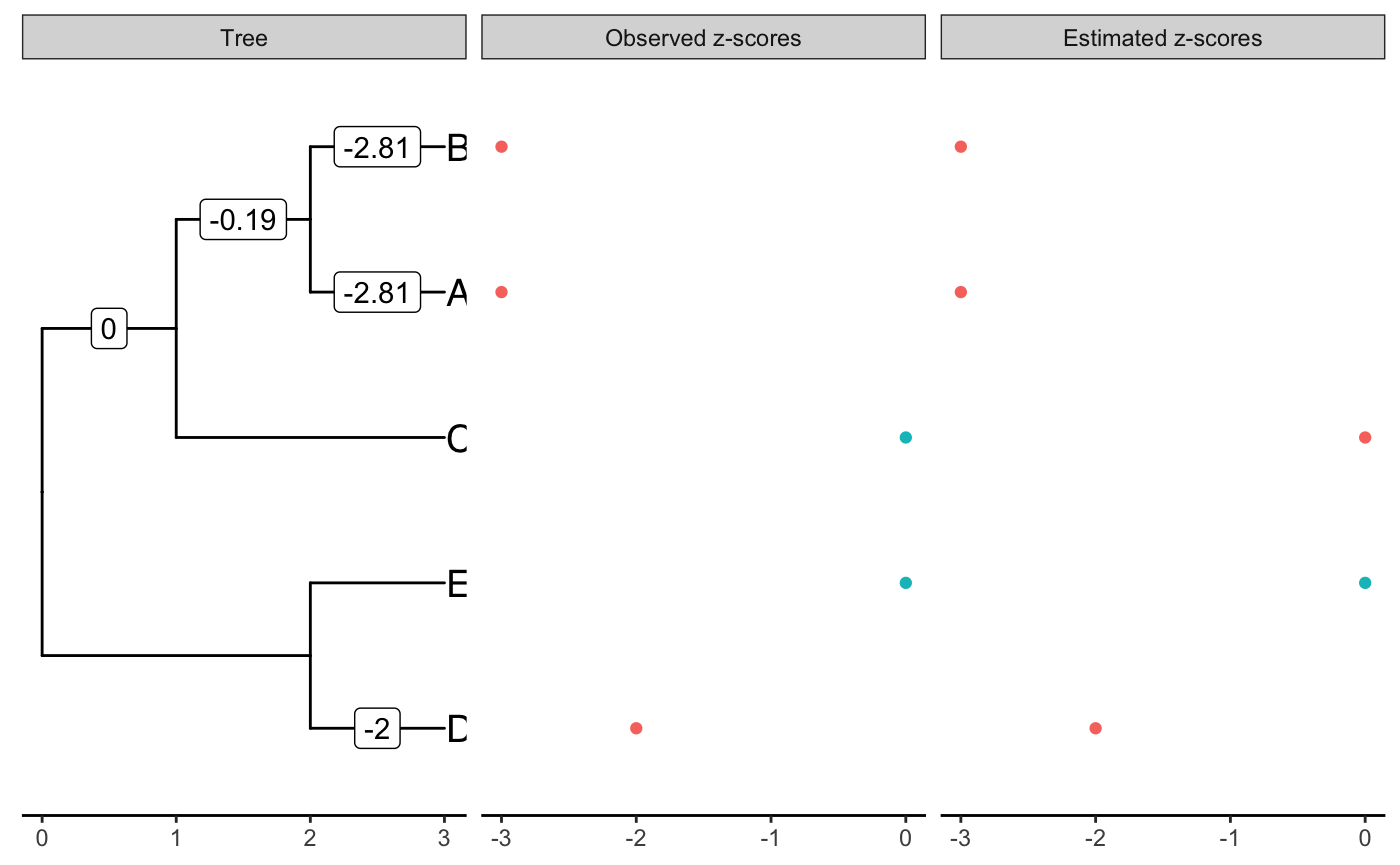 Tree Observed z-scores Estimated z-scores
-2.81 B
-0.19
-2.81 A
0
C
E
-2 D
0 1 2 3 -3 -2 -1 0 -3 -2 -1 0